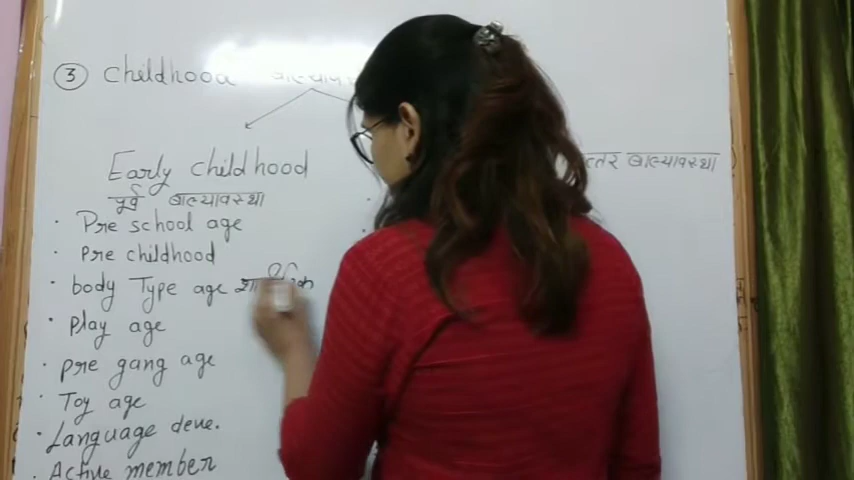 ③ Childhood
Early childhood
पूर्व बाल्यावस्था
बाल्यावस्था
· Pre school age
· Pre childhood
· body Type age
· Play age
· pre gang age
· Toy age
· Language deve.
· Active member